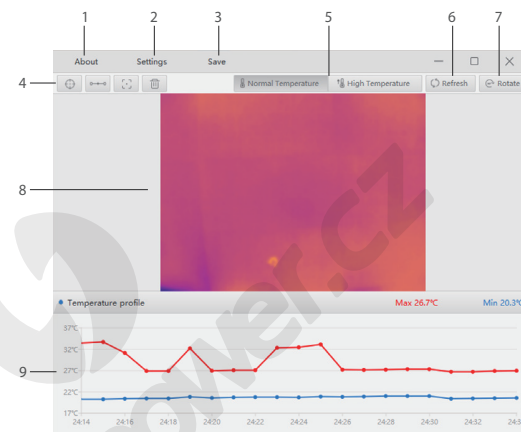 1 2 3 5 6 7
About Settings Save
4 Normal Temperature High Temperature Refresh Rotate
8
Temperature profile Max 26.7°C Min 20.3°C
37°C
32°C
9 27°C
22°C
17°C
24:14 24:16 24:18 24:20 24:22 24:24 24:26 24:28 24:30 24:32
power.cz